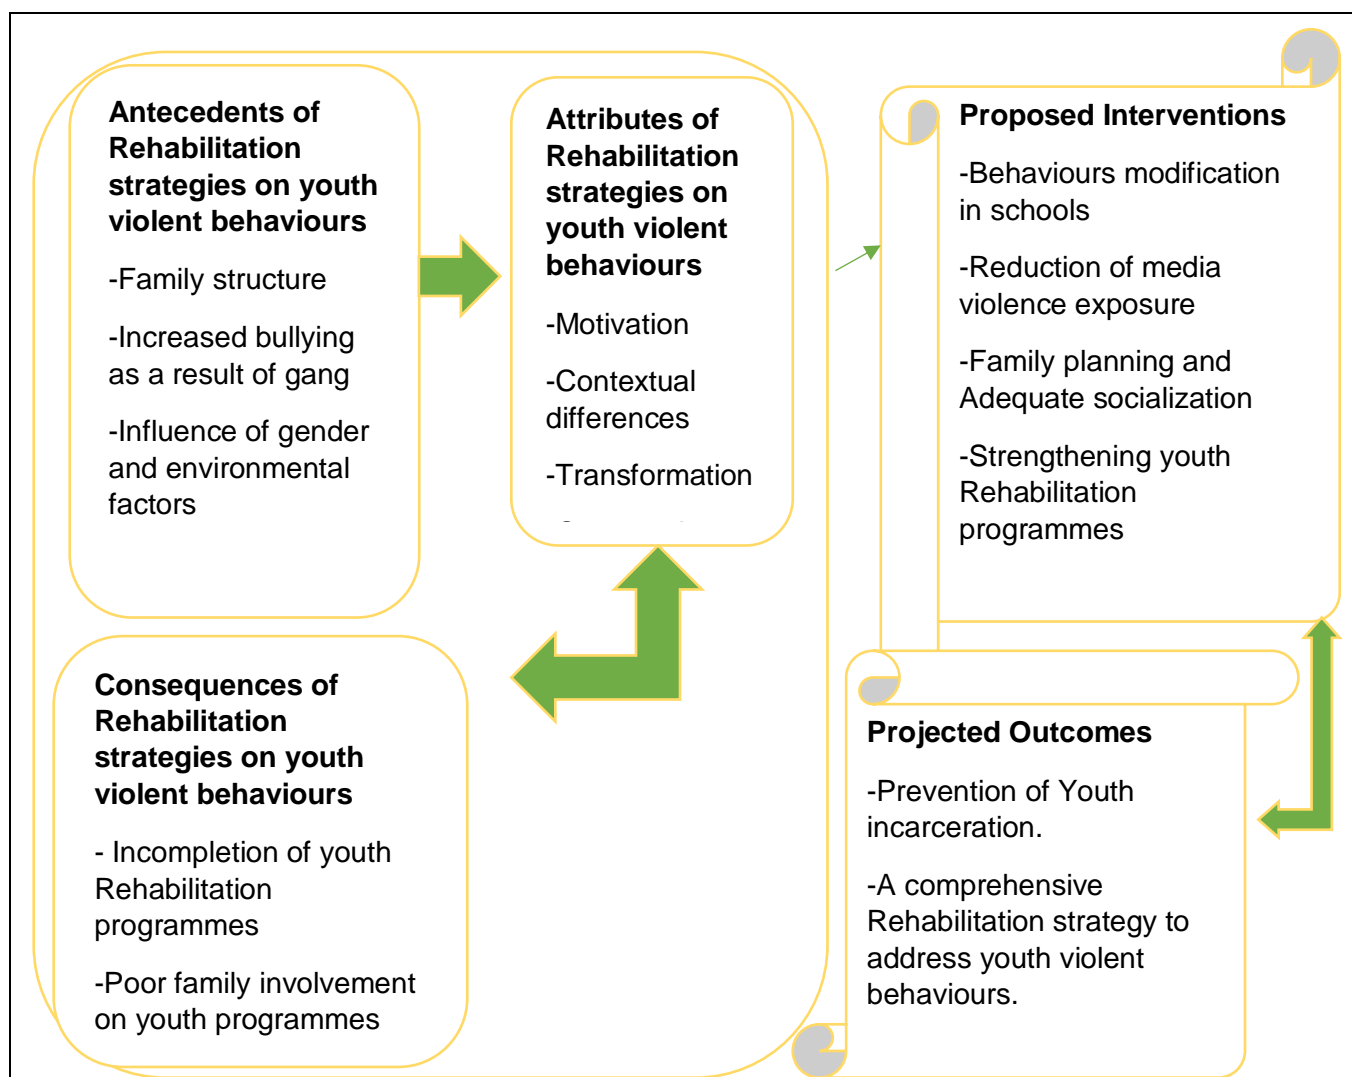 Antecedents of
Rehabilitation
strategies on youth
violent behaviours
-Family structure
-Increased bullying
as a result of gang
-Influence of gender
and environmental
factors
Attributes of
Rehabilitation
strategies on
youth violent
behaviours
-Motivation
-Contextual
differences
-Transformation
Consequences of
Rehabilitation
strategies on youth
violent behaviours
- Incompletion of youth
Rehabilitation
programmes
-Poor family involvement
on youth programmes
Proposed Interventions
-Behaviours modification
in schools
-Reduction of media
violence exposure
-Family planning and
Adequate socialization
-Strengthening youth
Rehabilitation
programmes
Projected Outcomes
-Prevention of Youth
incarceration.
-A comprehensive
Rehabilitation strategy to
address youth violent
behaviours.